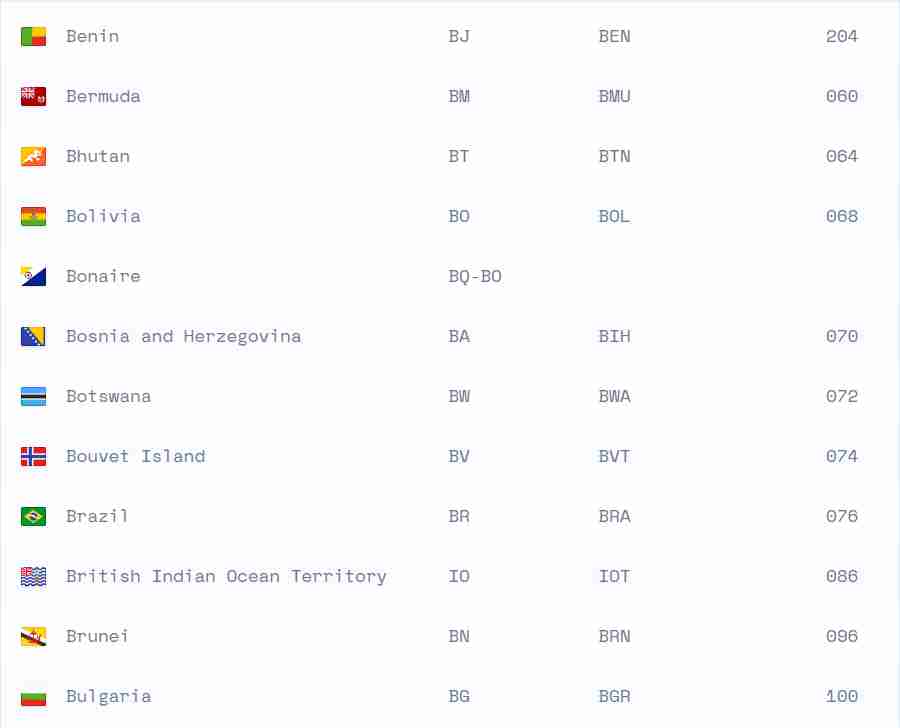 Benin BJ BEN 204
Bermuda BM BMU 060
Bhutan BT BTN 064
Bolivia BO BOL 068
Bonaire BQ-BO
Bosnia and Herzegovina BA BIH 070
Botswana BW BWA 072
Bouvet Island BV BVT 074
Brazil BR BRA 076
British Indian Ocean Territory IO IOT 086
Brunei BN BRN 096
Bulgaria BG BGR 100